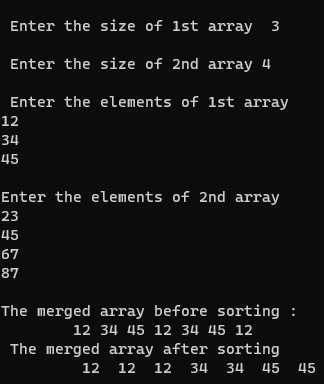 Enter the size of 1st array  3
Enter the size of 2nd array 4
Enter the elements of 1st array
12
34
45
Enter the elements of 2nd array
23
45
67
87
The merged array before sorting :
12 34 45 12 34 45 12
The merged array after sorting
12  12  12  34  34  45  45